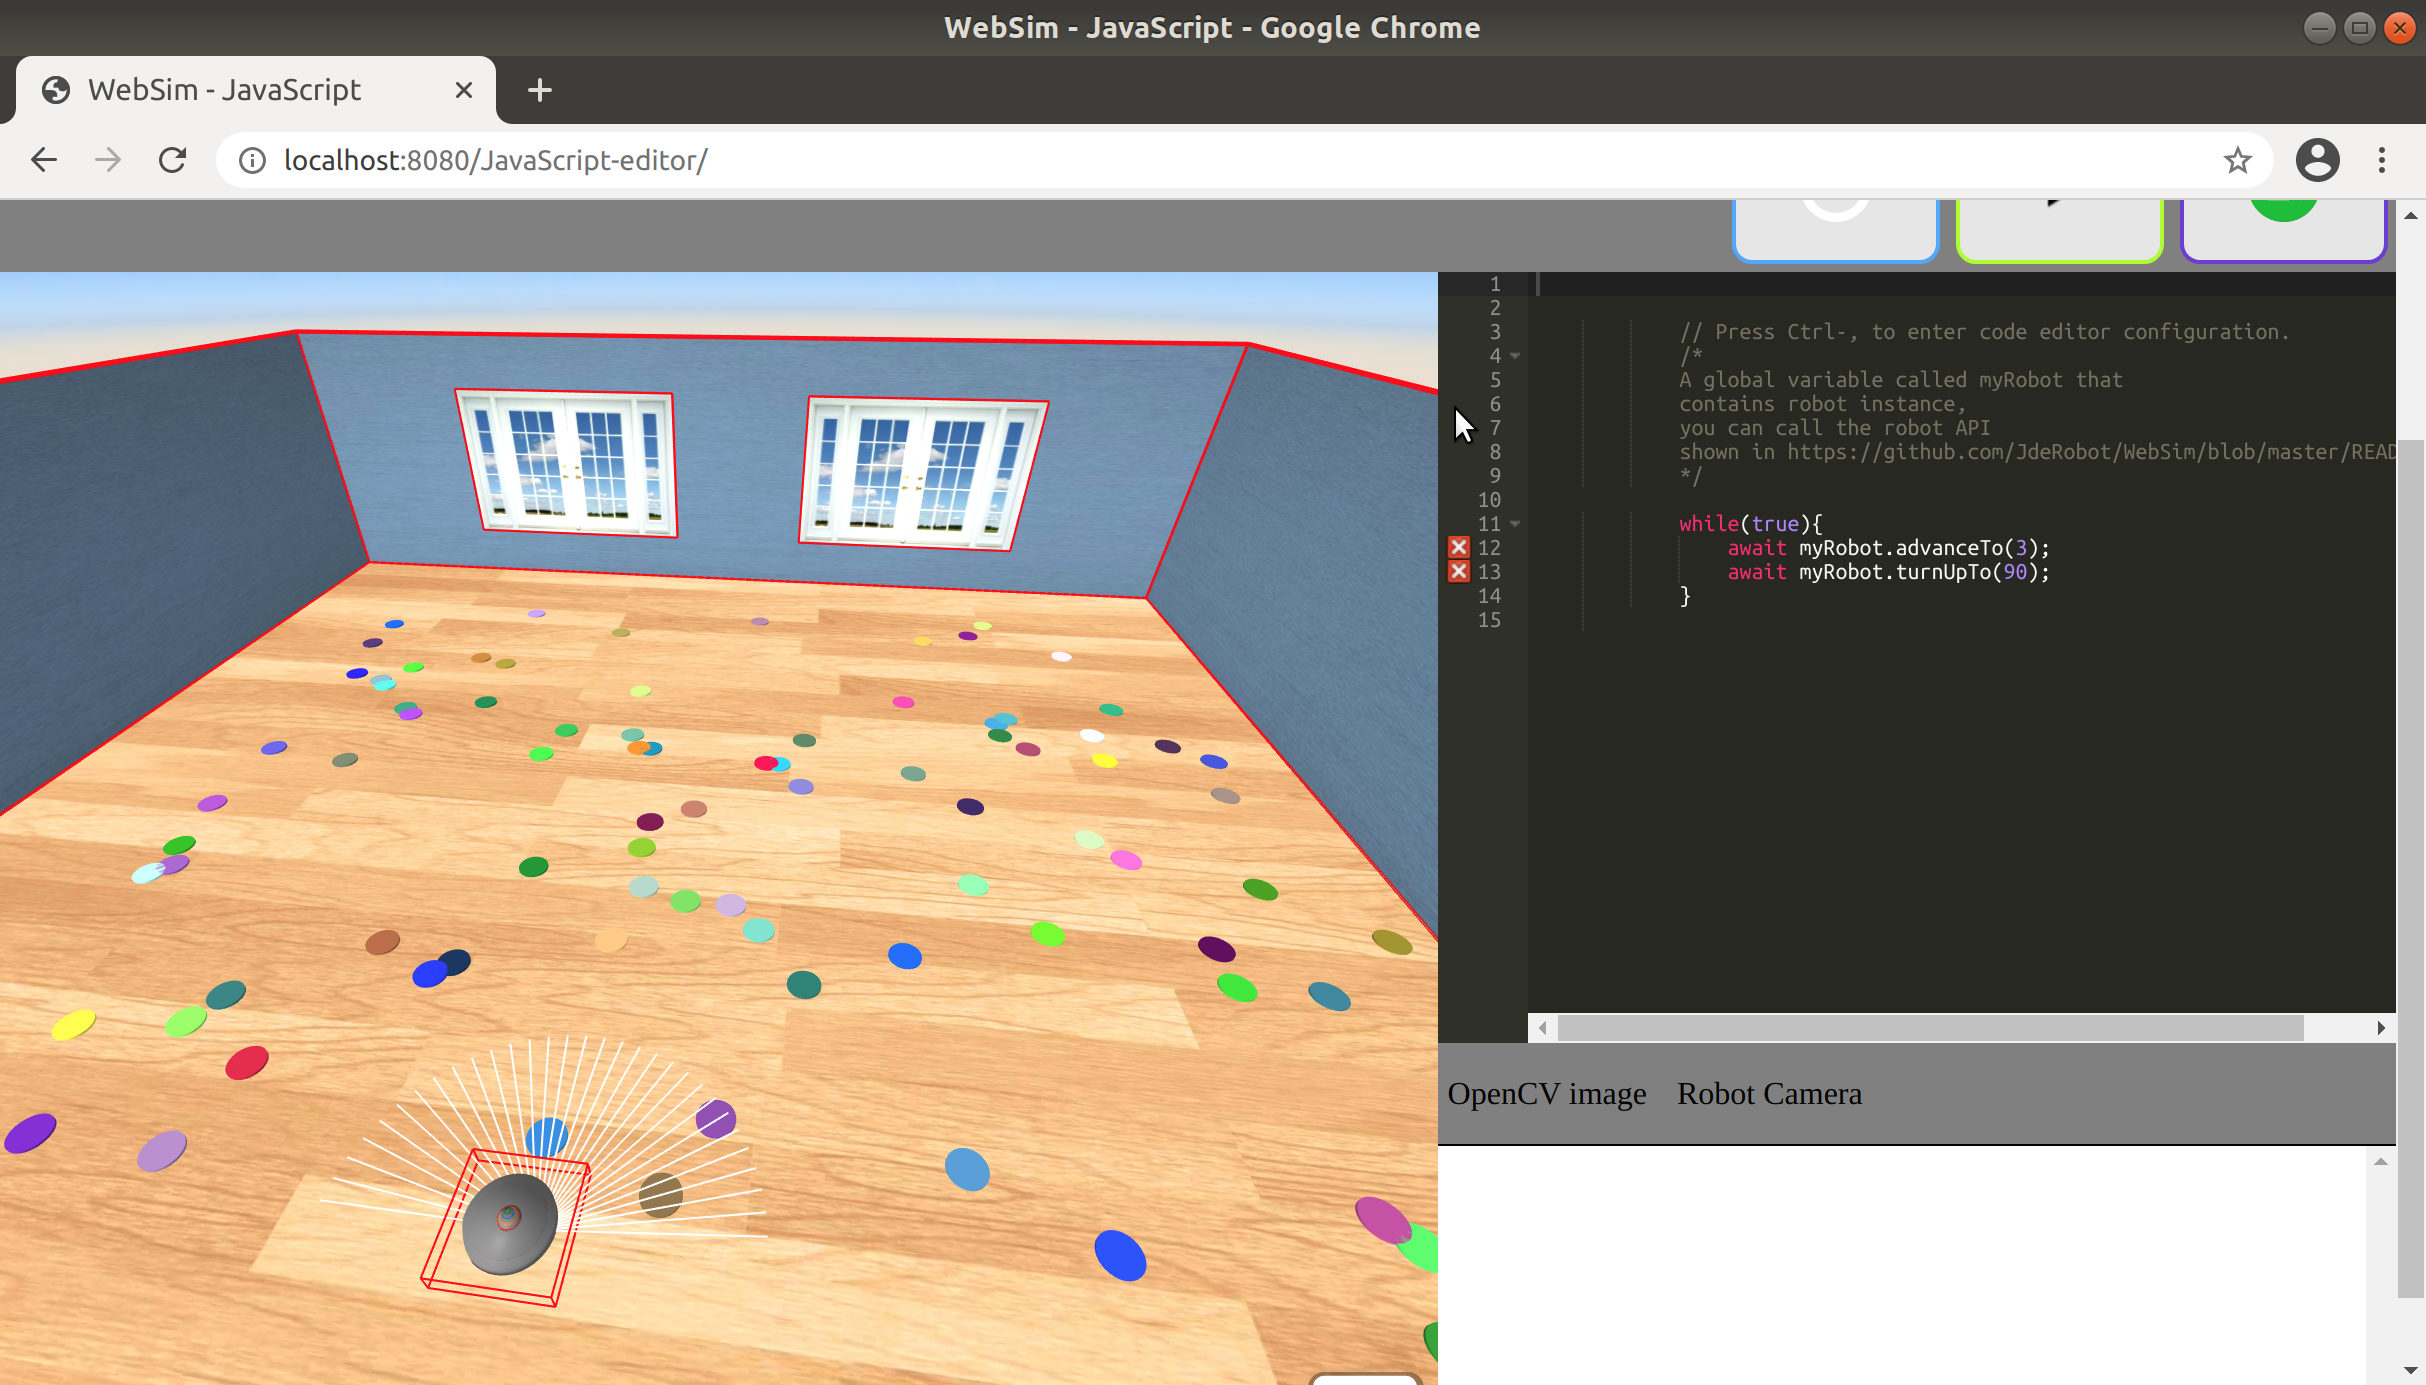 WebSim - JavaScript - Google Chrome
WebSim - JavaScript
localhost:8080/JavaScript-editor/
1
2
3 // Press Ctrl-, to enter code editor configuration.
4 /*
5 A global variable called myRobot that
6 contains robot instance,
7 you can call the robot API
8 shown in https://github.com/JdeRobot/WebSim/blob/master/READ
9 */
10
11 while(true){
12 await myRobot.advanceTo(3);
13 await myRobot.turnUpTo(90);
14 }
15
OpenCV image Robot Camera